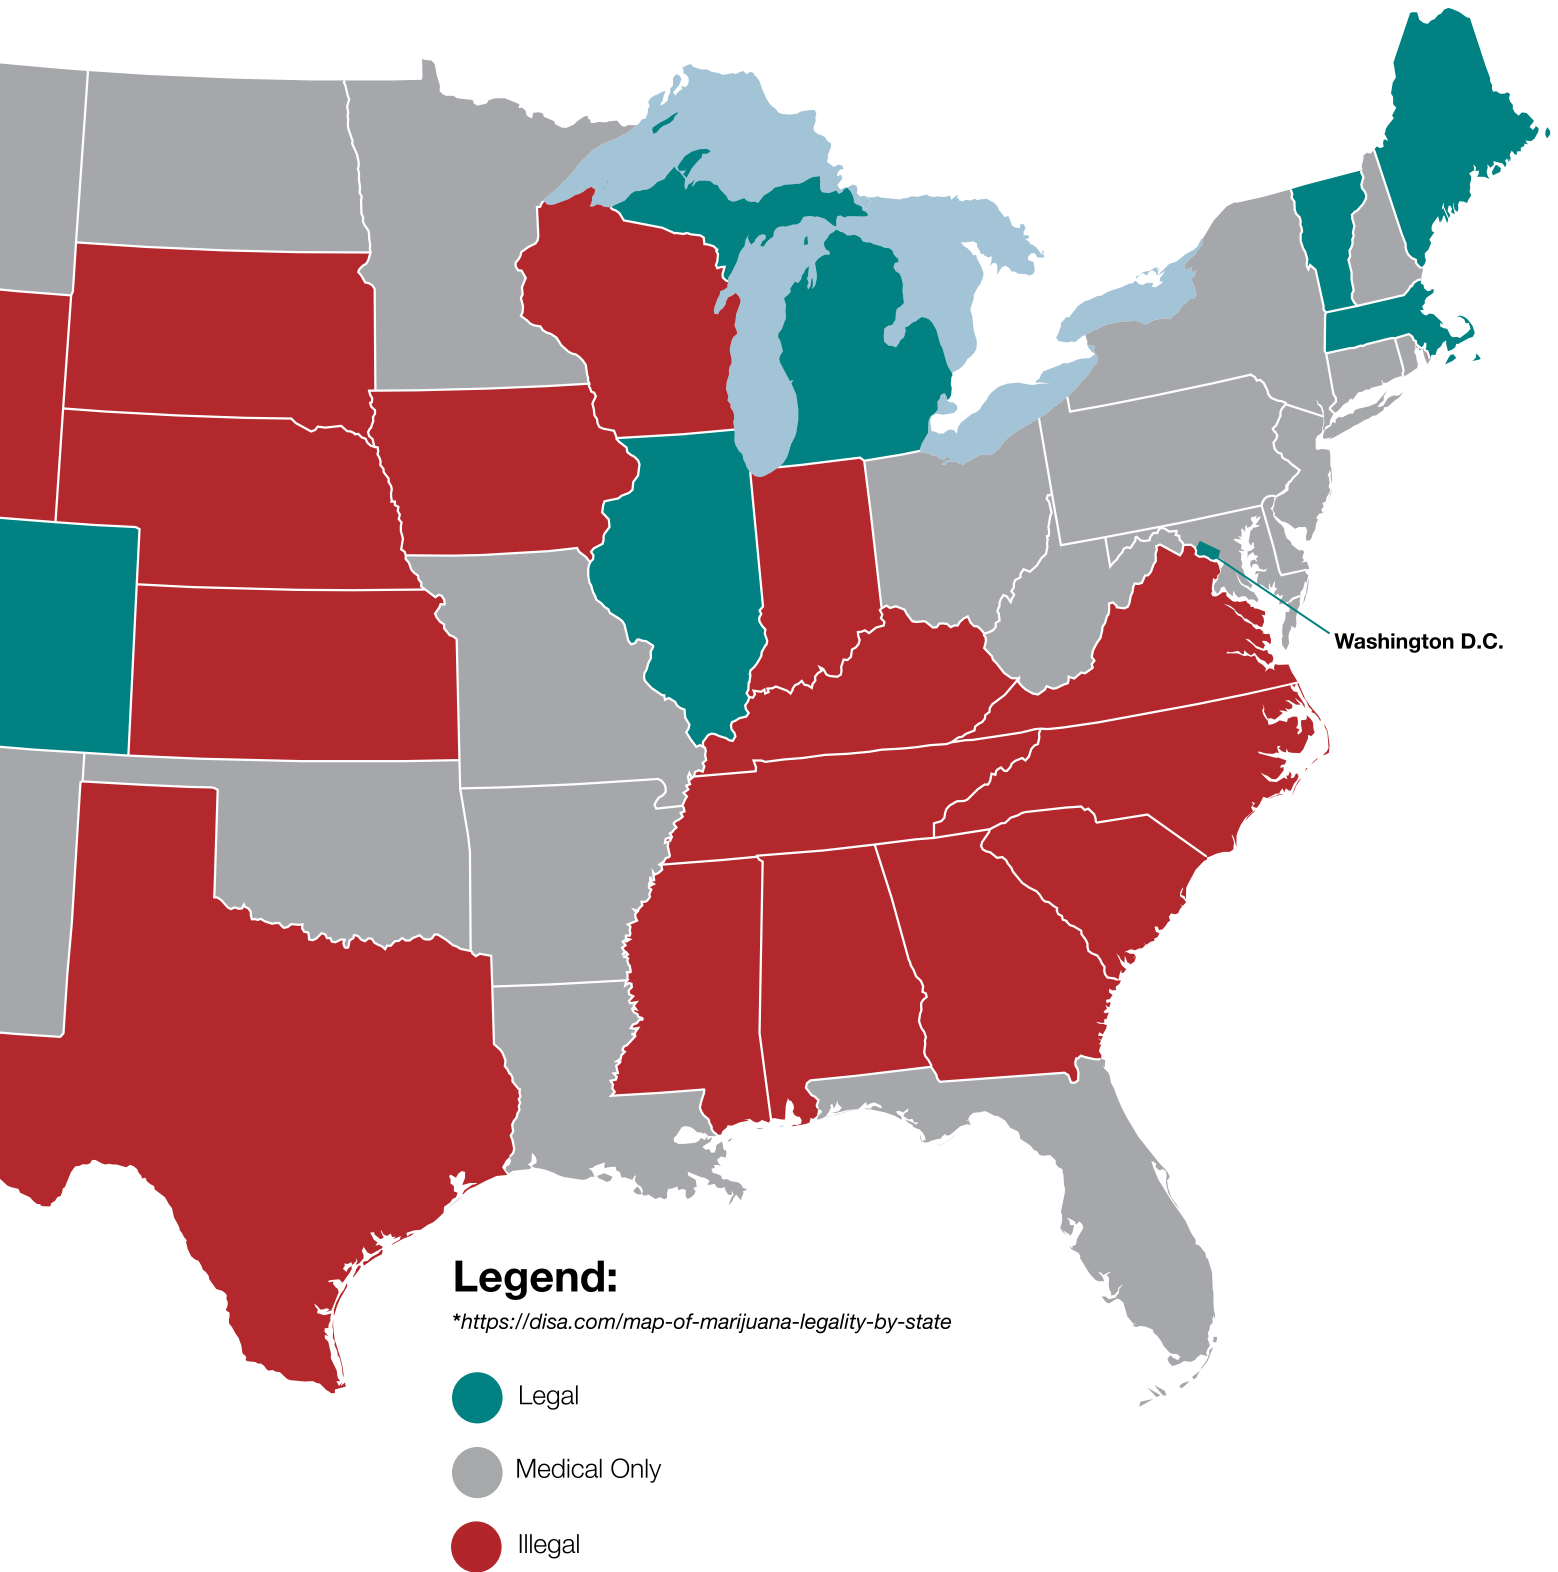 Washington D.C.
Legend:
*https://disa.com/map-of-marijuana-legality-by-state
Legal
Medical Only
Illegal